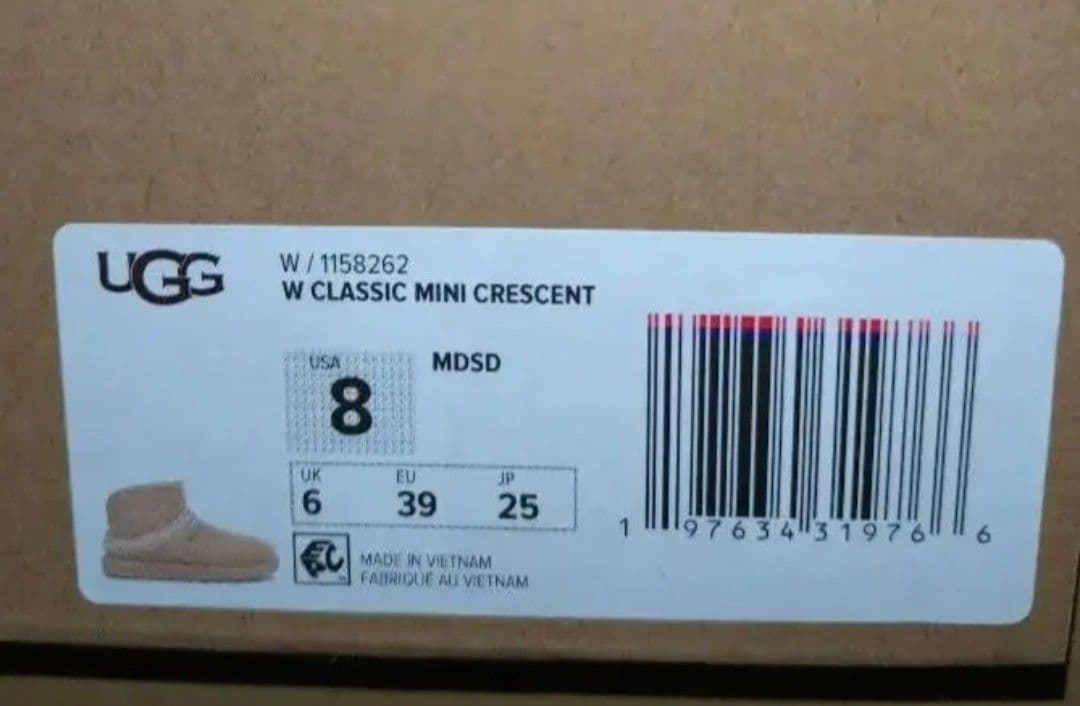 UGG
W / 1158262
W CLASSIC MINI CRESCENT
USA
8
MDSD
UK EU JP
6 39 25
MADE IN VIETNAM
FABRIQUÉ AU VIETNAM
1 97634 31976 6